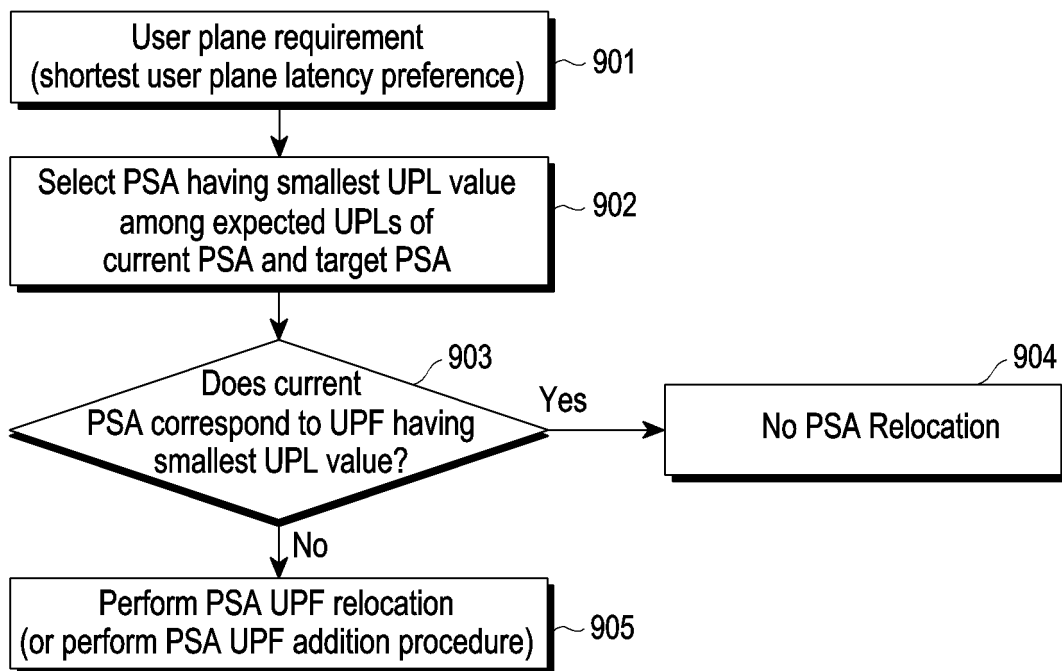 User plane requirement
(shortest user plane latency preference)
901
Select PSA having smallest UPL value
among expected UPLs of
current PSA and target PSA
902
903
Does current
PSA correspond to UPF having
smallest UPL value?
Yes
904
No PSA Relocation
No
Perform PSA UPF relocation
(or perform PSA UPF addition procedure)
905